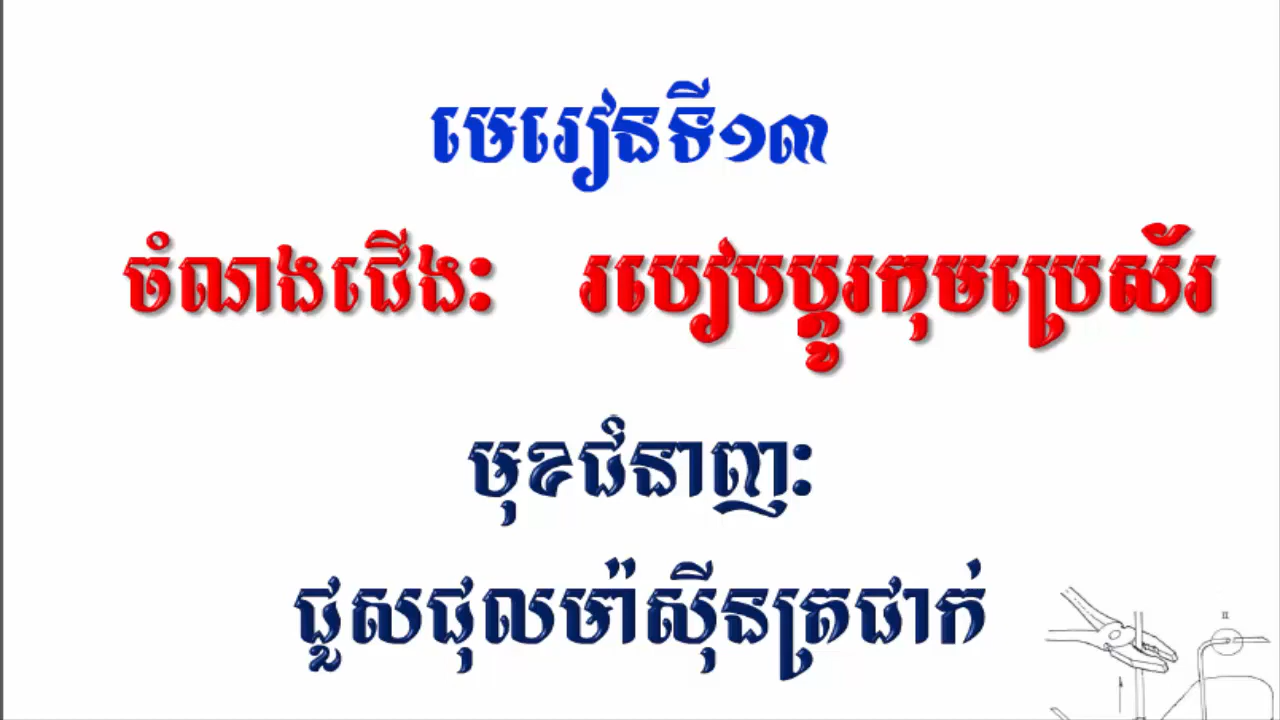 មេរៀនទី១៣
ចំណងជើងៈ របៀបប្តូរកុមប្រេស័រ
មុខជំនាញៈ
ជួសជុលម៉ាស៊ីនត្រជាក់
II